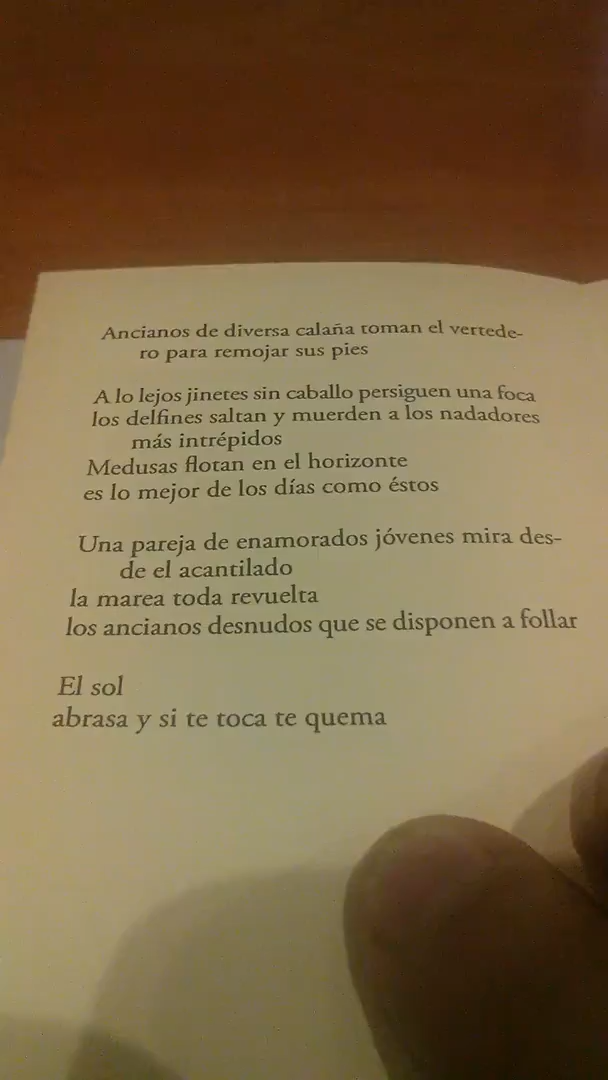 Ancianos de diversa calaña toman el vertede-
ro para remojar sus pies
A lo lejos jinetes sin caballo persiguen una foca
los delfines saltan y muerden a los nadadores
más intrépidos
Medusas flotan en el horizonte
es lo mejor de los días como éstos
Una pareja de enamorados jóvenes mira des-
de el acantilado
la marea toda revuelta
los ancianos desnudos que se disponen a follar
El sol
abrasa y si te toca te quema